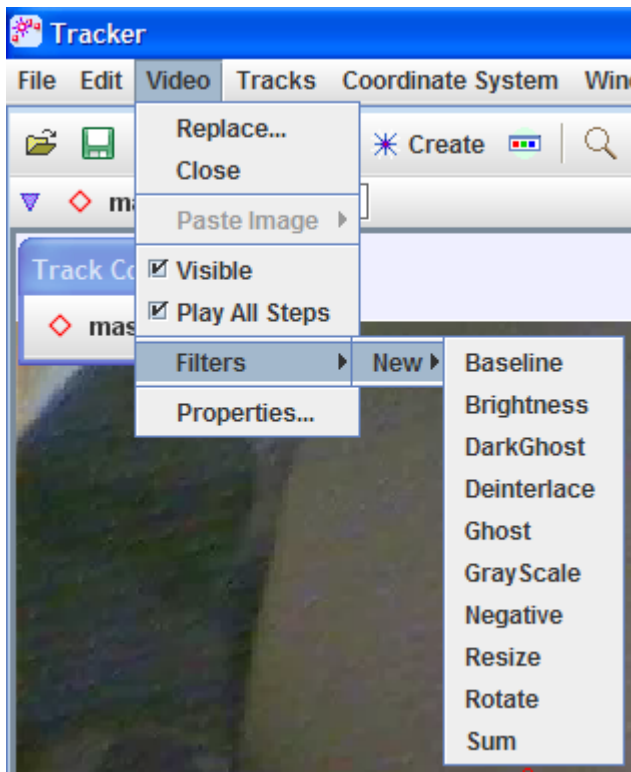 Tracker
File Edit Video Tracks Coordinate System
Create
Replace...
Close
Paste Image
Track
Visible
Play All Steps
Filters New
Properties...
Baseline
Brightness
DarkGhost
Deinterlace
Ghost
GrayScale
Negative
Resize
Rotate
Sum